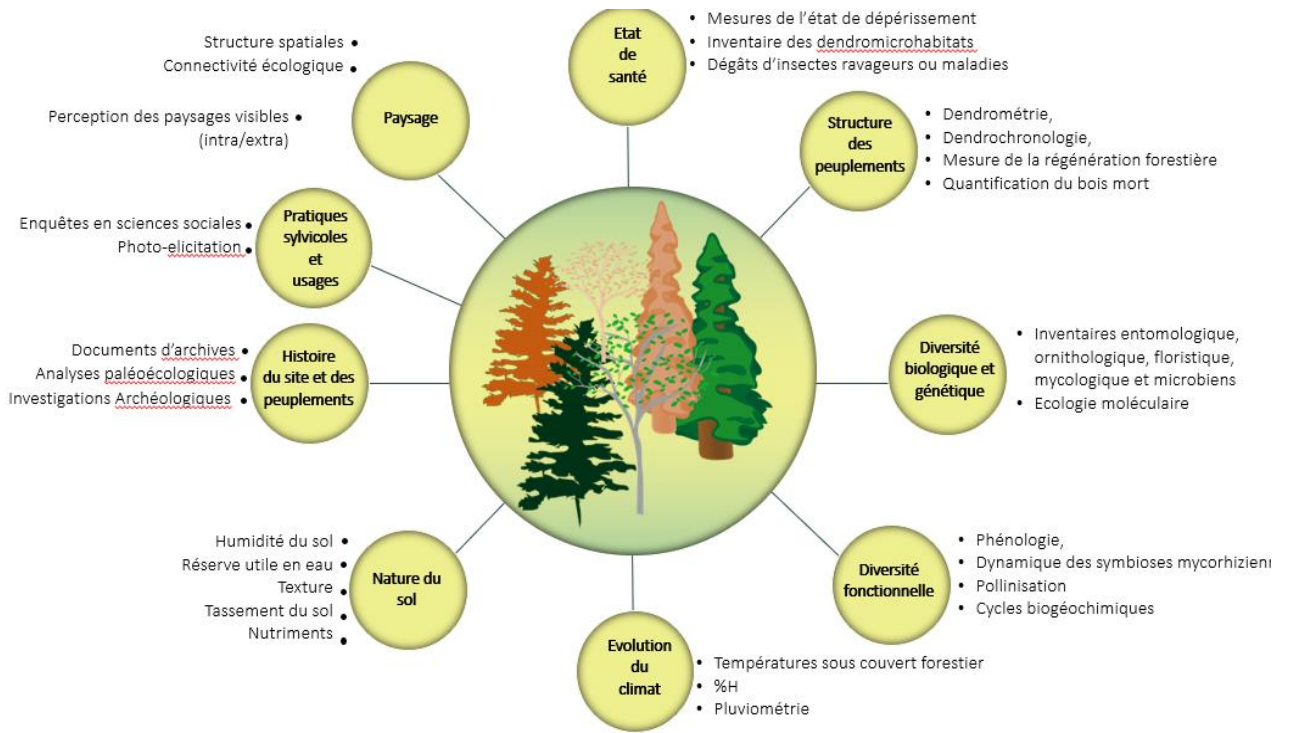 Etat
de
santé
• Mesures de l’état de dépérissement
• Inventaire des dendromicrohabitats
• Dégâts d’insectes ravageurs ou maladies
Structure
des
peuplements
• Dendrométrie,
• Dendrochronologie,
• Mesure de la régénération forestière
• Quantification du bois mort
Diversité
biologique et
génétique
• Inventaires entomologique,
ornithologique, floristique,
mycologique et microbiens
• Ecologie moléculaire
Diversité
fonctionnelle
• Phénologie,
• Dynamique des symbioses
• Pollinisation
• Cycles biogéochimiques
Evolution
du
climat
• Températures sous couvert forestier
• %H
• Pluviométrie
Nature du
sol
Humidité du sol •
Réserve utile en eau •
Texture •
Tassement du sol •
Nutriments •
Histoire
du site et des
peuplements
Documents d’archives •
Analyses paléoécologiques •
Investigations Archéologiques •
Pratiques
sylvicoles
et
usages
Enquêtes en sciences sociales •
Photo-elicitation •
Paysage
Structure spatiales •
Connectivité écologique •
Perception des paysages visibles •
(intra/extra)